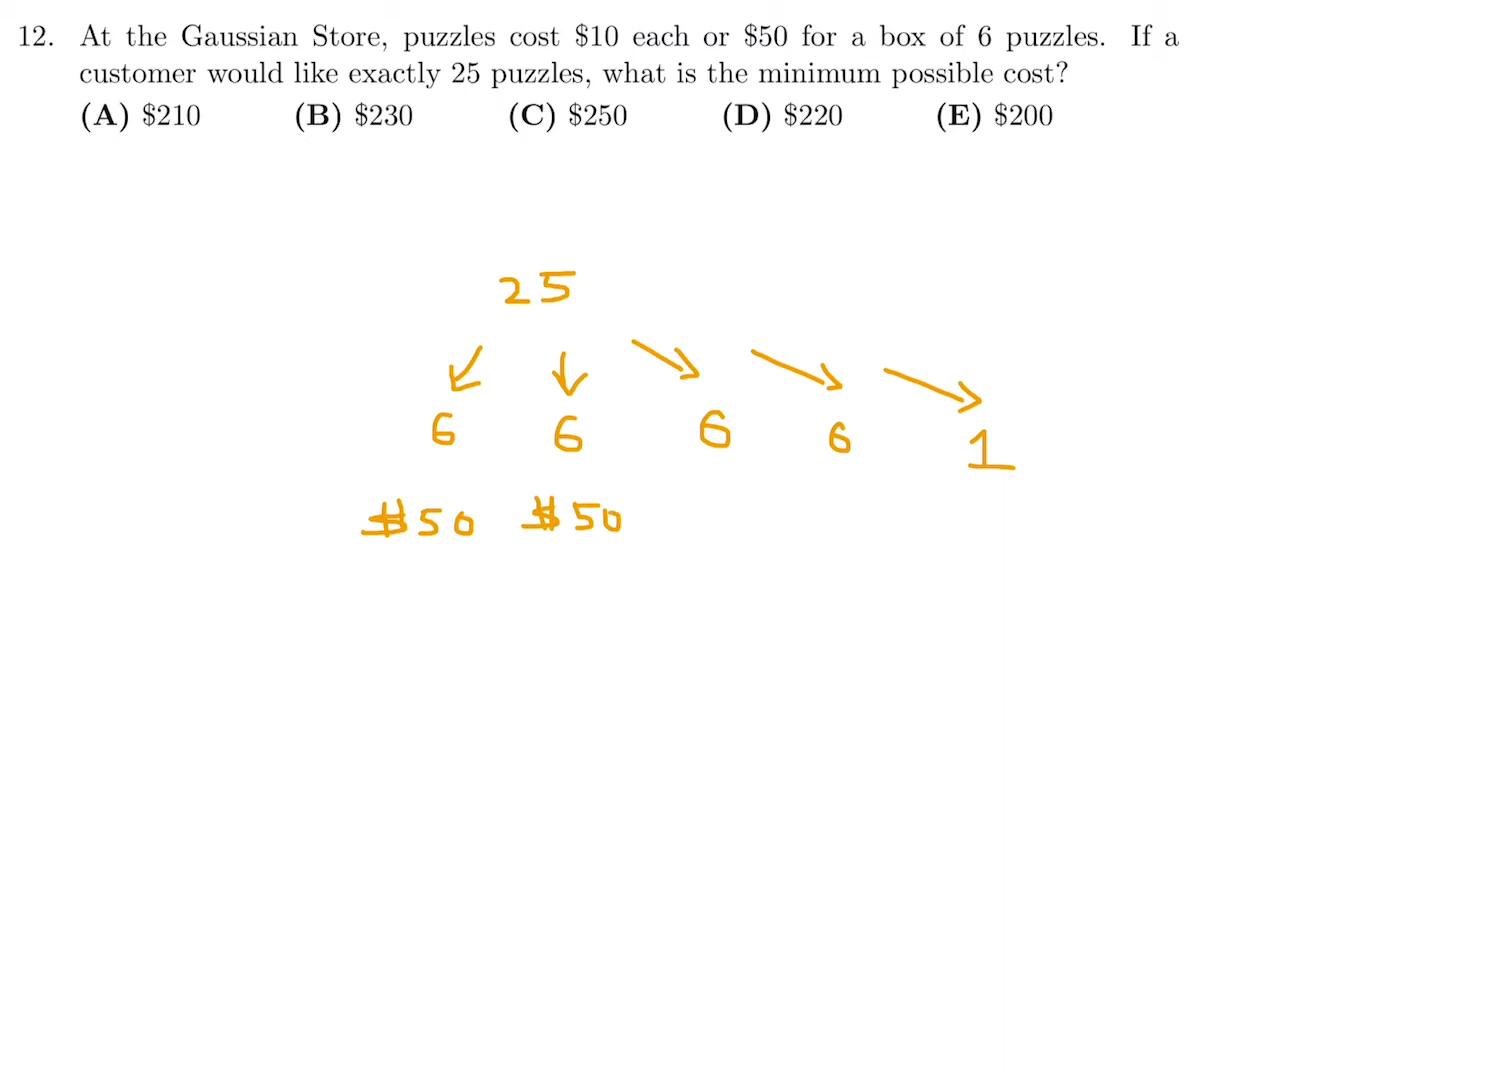 12. At the Gaussian Store, puzzles cost $10 each or $50 for a box of 6 puzzles. If a
customer would like exactly 25 puzzles, what is the minimum possible cost?
(A) $210 (B) $230 (C) $250 (D) $220 (E) $200
25
6 6 6 6 1
$50 $50